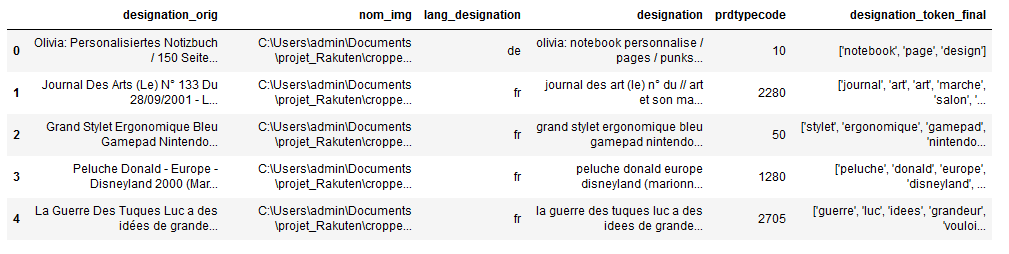 designation_orig nom_img lang_designation designation prdtypecode designation_token_final
0 Olivia: Personalisiertes Notizbuch / 150 Seite... C:\Users\admin\Documents\projet_Rakuten\croppe... de olivia: notebook personnalise / pages / punks... 10 ['notebook', 'page', 'design']
1 Journal Des Arts (Le) N° 133 Du 28/09/2001 - L... C:\Users\admin\Documents\projet_Rakuten\croppe... fr journal des art (le) n° du // art et son ma... 2280 ['journal', 'art', 'art', 'marche', 'salon', '...
2 Grand Stylet Ergonomique Bleu Gamepad Nintendo... C:\Users\admin\Documents\projet_Rakuten\croppe... fr grand stylet ergonomique bleu gamepad nintendo... 50 ['stylet', 'ergonomique', 'gamepad', 'nintendo...
3 Peluche Donald - Europe - Disneyland 2000 (Mar... C:\Users\admin\Documents\projet_Rakuten\croppe... fr peluche donald europe disneyland (marionn... 1280 ['peluche', 'donald', 'europe', 'disneyland', ...
4 La Guerre Des Tuques Luc a des idées de grande... C:\Users\admin\Documents\projet_Rakuten\croppe... fr la guerre des tuques luc a des idees de grande... 2705 ['guerre', 'luc', 'idees', 'grandeur', 'vouloi...